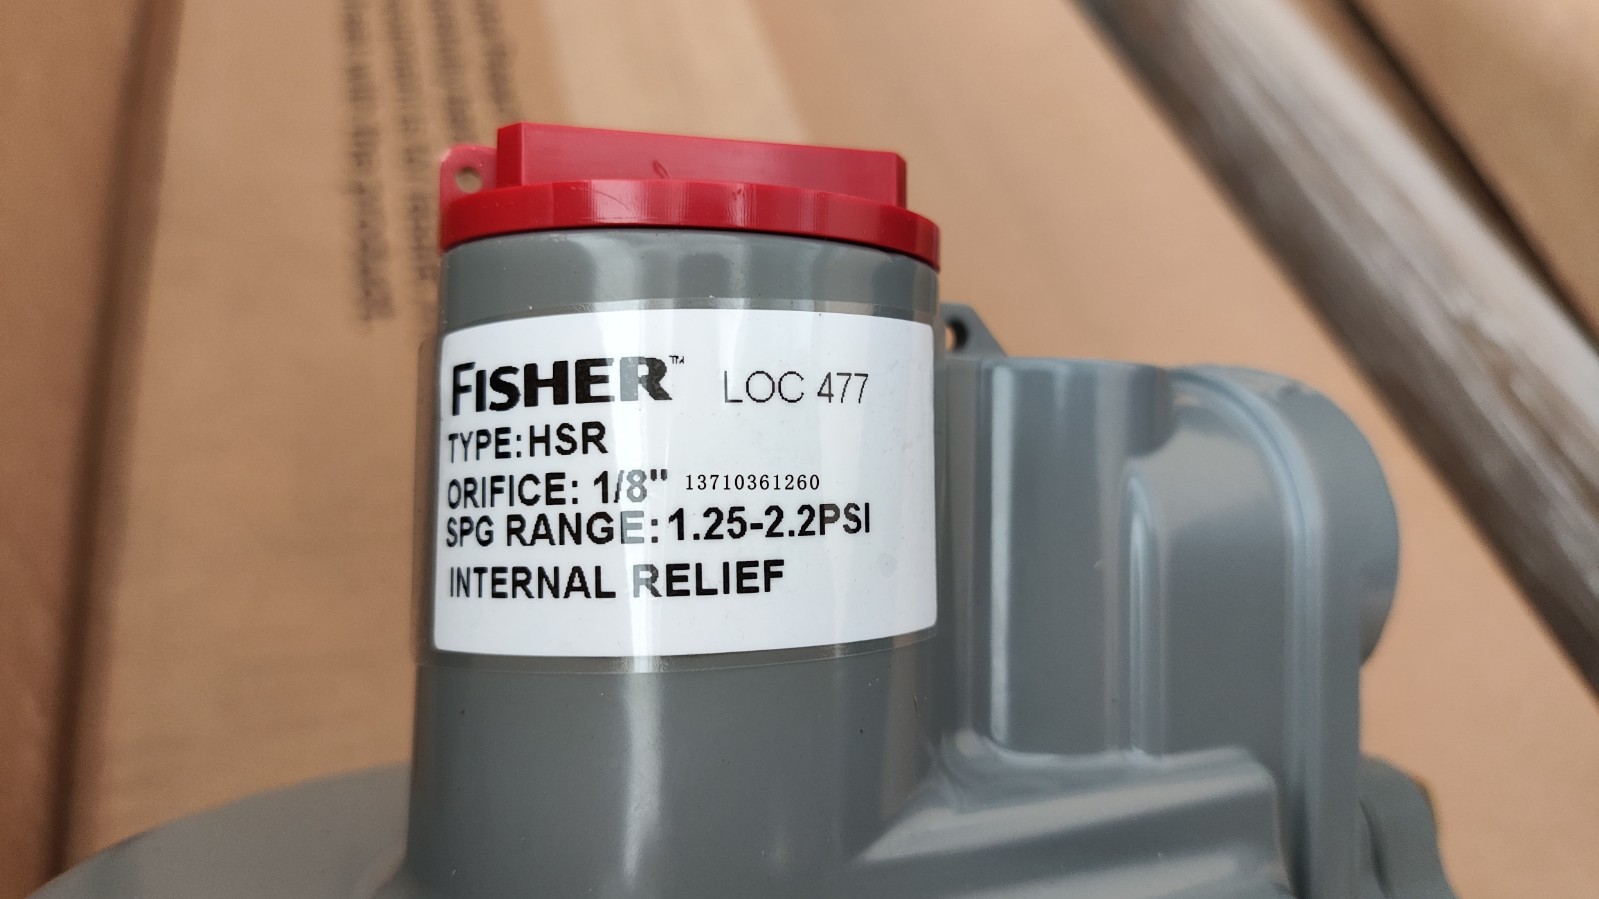 FISHER™ LOC 477
TYPE: HSR
ORIFICE: 1/8" 13710361260
SPG RANGE: 1.25-2.2PSI
INTERNAL RELIEF